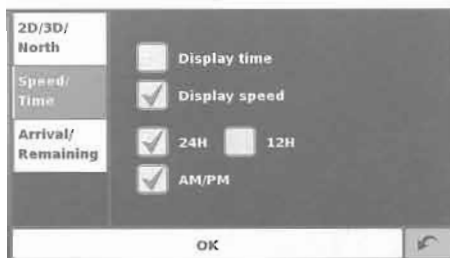 2D/3D/
North
Speed/
Time
Arrival/
Remaining
Display time
Display speed
24H 12H
AM/PM
OK